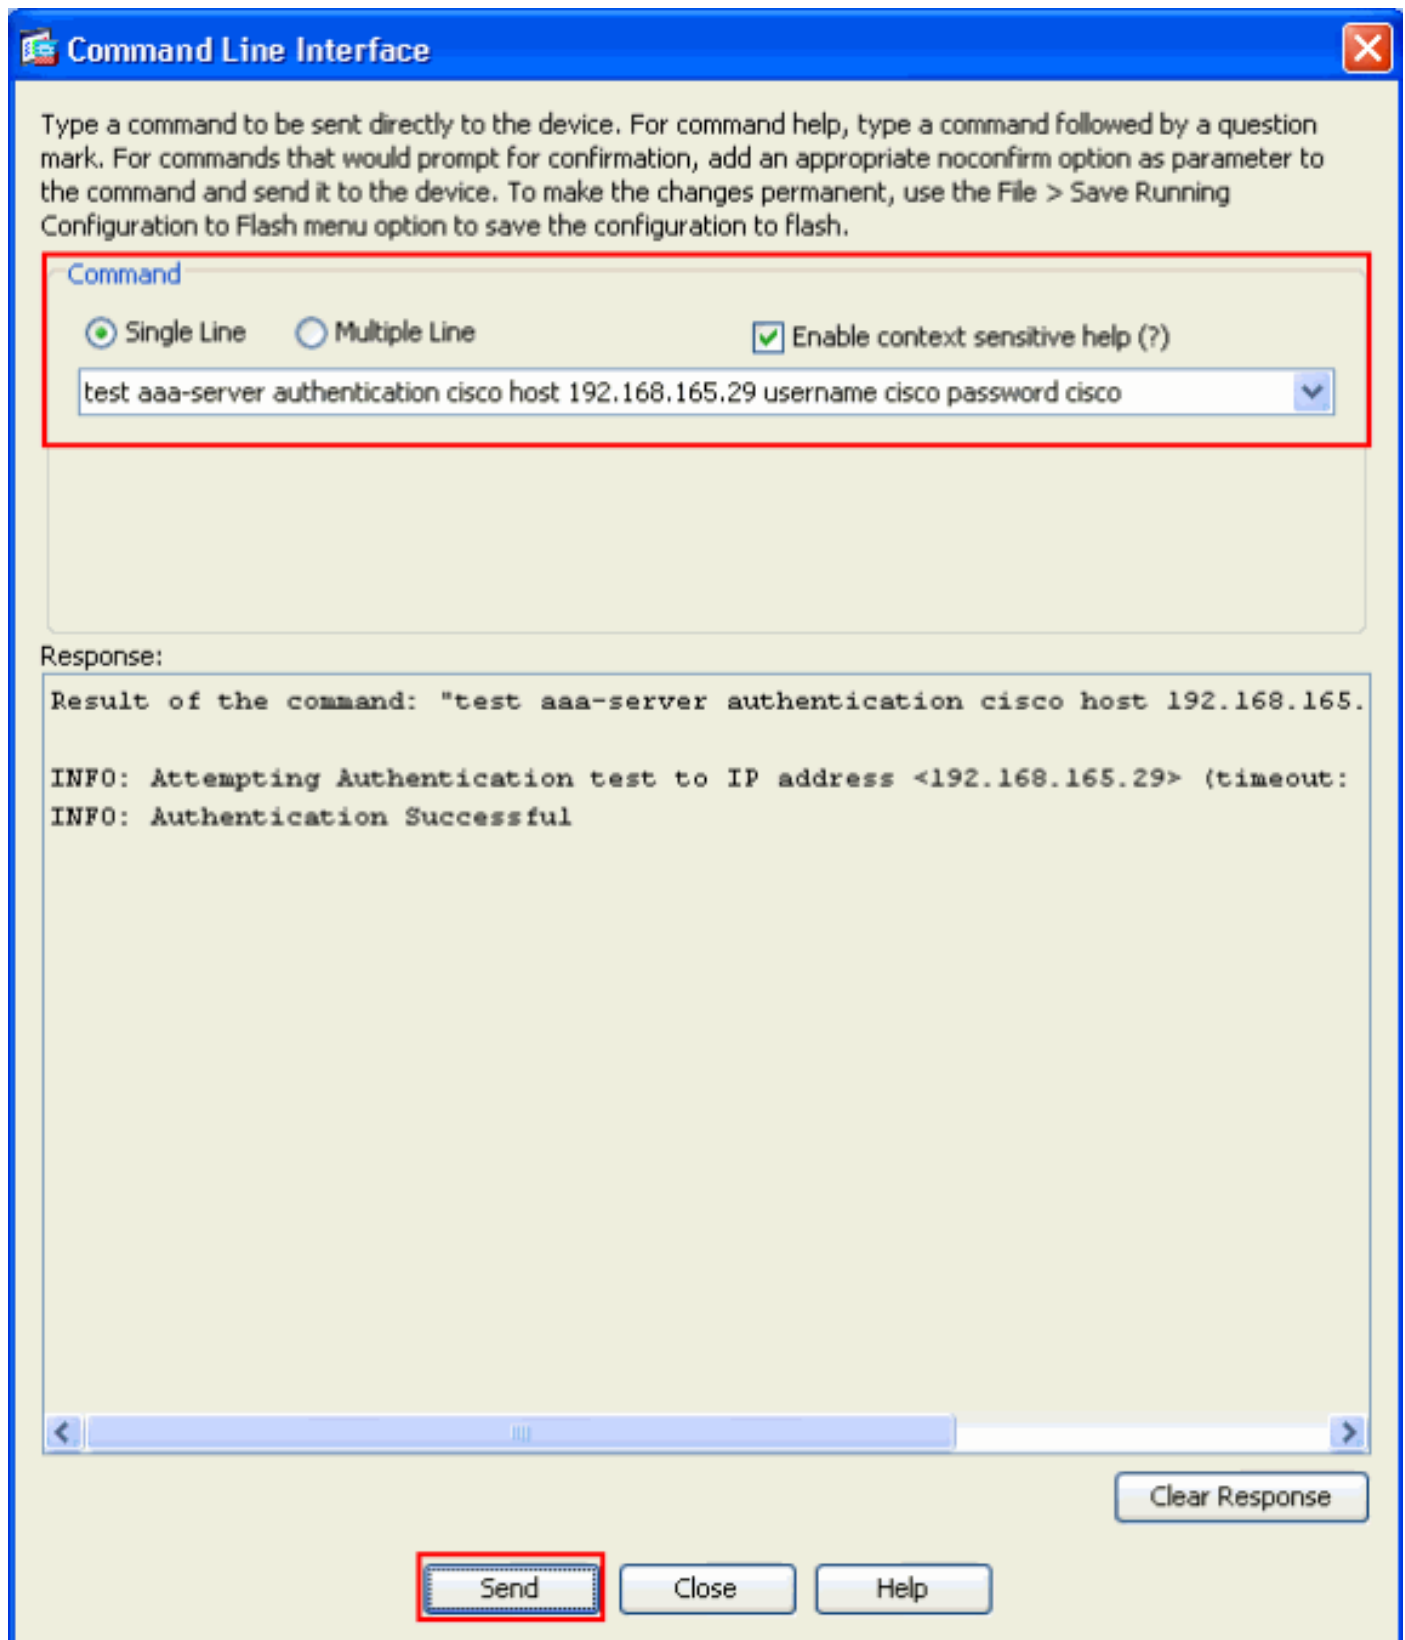 Command Line Interface
Type a command to be sent directly to the device. For command help, type a command followed by a question
mark. For commands that would prompt for confirmation, add an appropriate noconfirm option as parameter to
the command and send it to the device. To make the changes permanent, use the File > Save Running
Configuration to Flash menu option to save the configuration to flash.
Command
Single Line Multiple Line Enable context sensitive help (?)
test aaa-server authentication cisco host 192.168.165.29 username cisco password cisco
Response:
Result of the command: "test aaa-server authentication cisco host 192.168.165.
INFO: Attempting Authentication test to IP address <192.168.165.29> (timeout:
INFO: Authentication Successful
Clear Response
Send Close Help